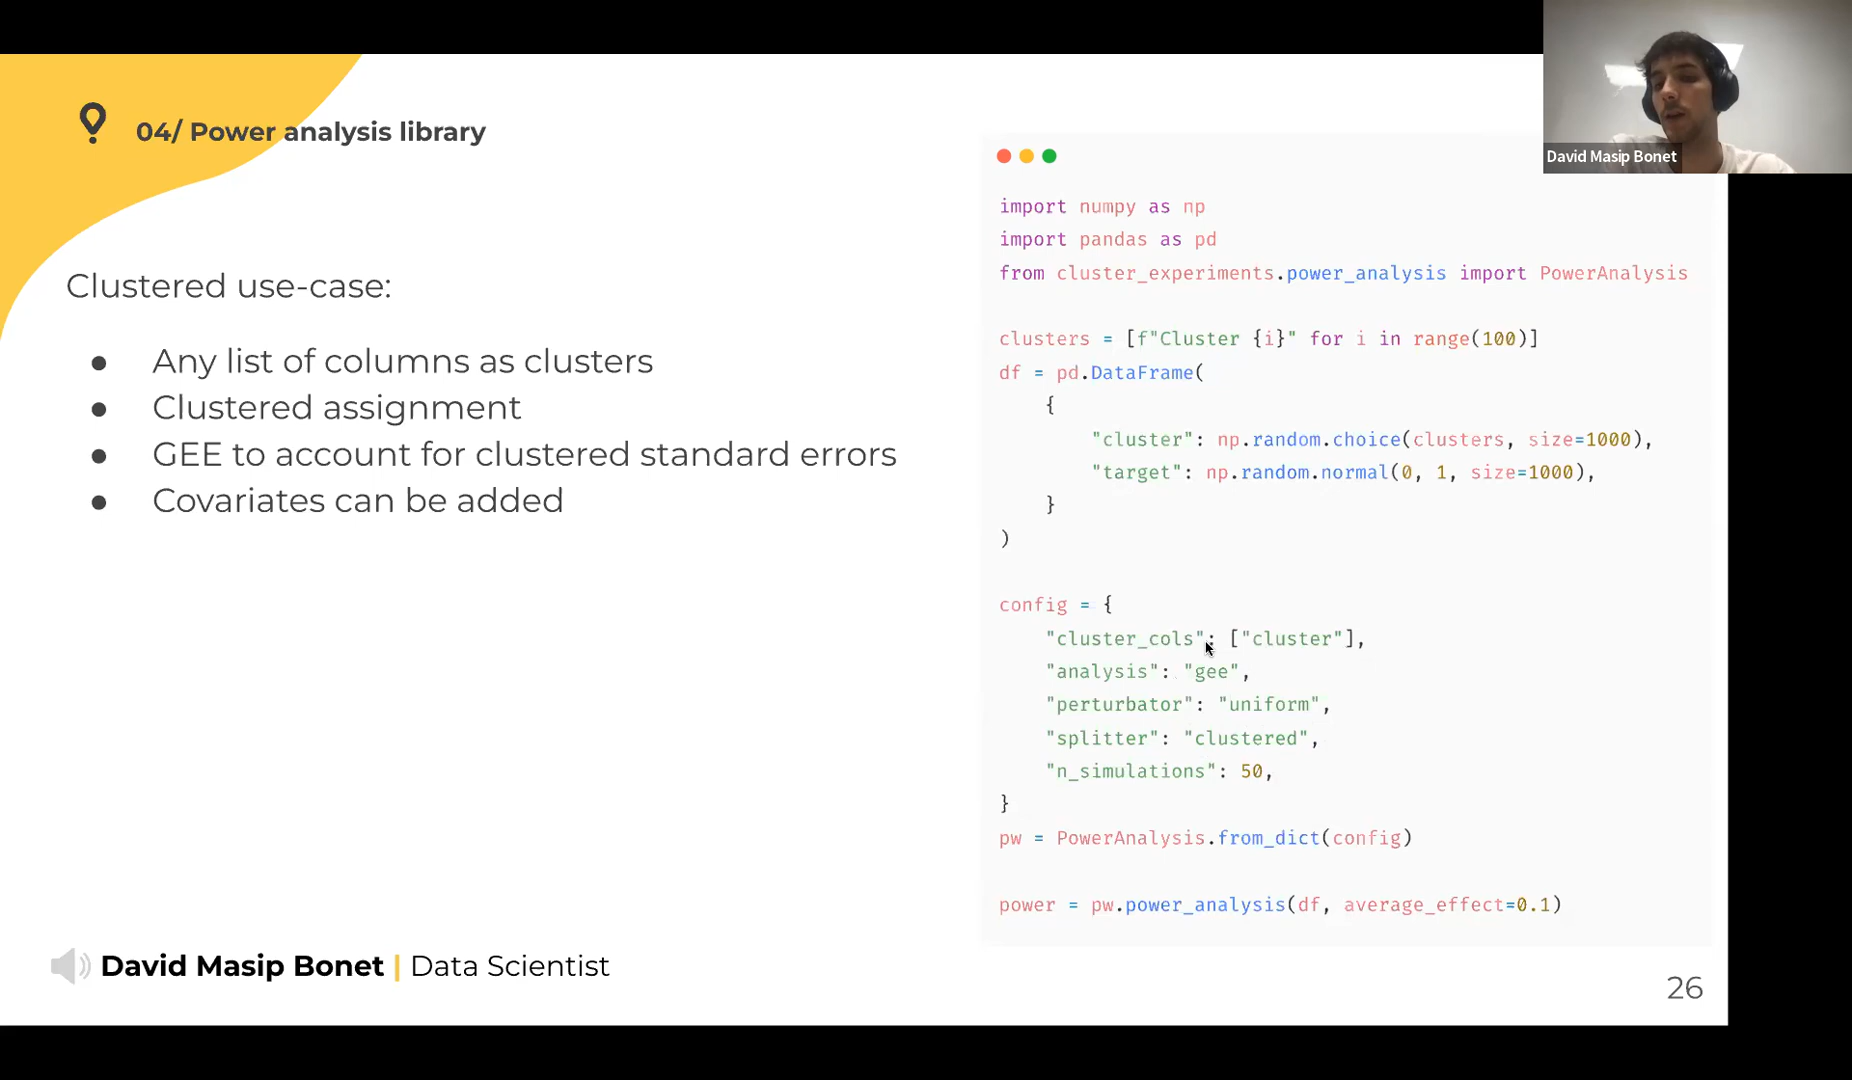 David Masip Bonet
04/ Power analysis library
Clustered use-case:
● Any list of columns as clusters
● Clustered assignment
● GEE to account for clustered standard errors
● Covariates can be added
import numpy as np
import pandas as pd
from cluster_experiments.power_analysis import PowerAnalysis
clusters = [f"Cluster {i}" for i in range(100)]
df = pd.DataFrame(
    {
        "cluster": np.random.choice(clusters, size=1000),
        "target": np.random.normal(0, 1, size=1000),
    }
)
config = {
    "cluster_cols": ["cluster"],
    "analysis": "gee",
    "perturbator": "uniform",
    "splitter": "clustered",
    "n_simulations": 50,
}
pw = PowerAnalysis.from_dict(config)
power = pw.power_analysis(df, average_effect=0.1)
David Masip Bonet | Data Scientist
26